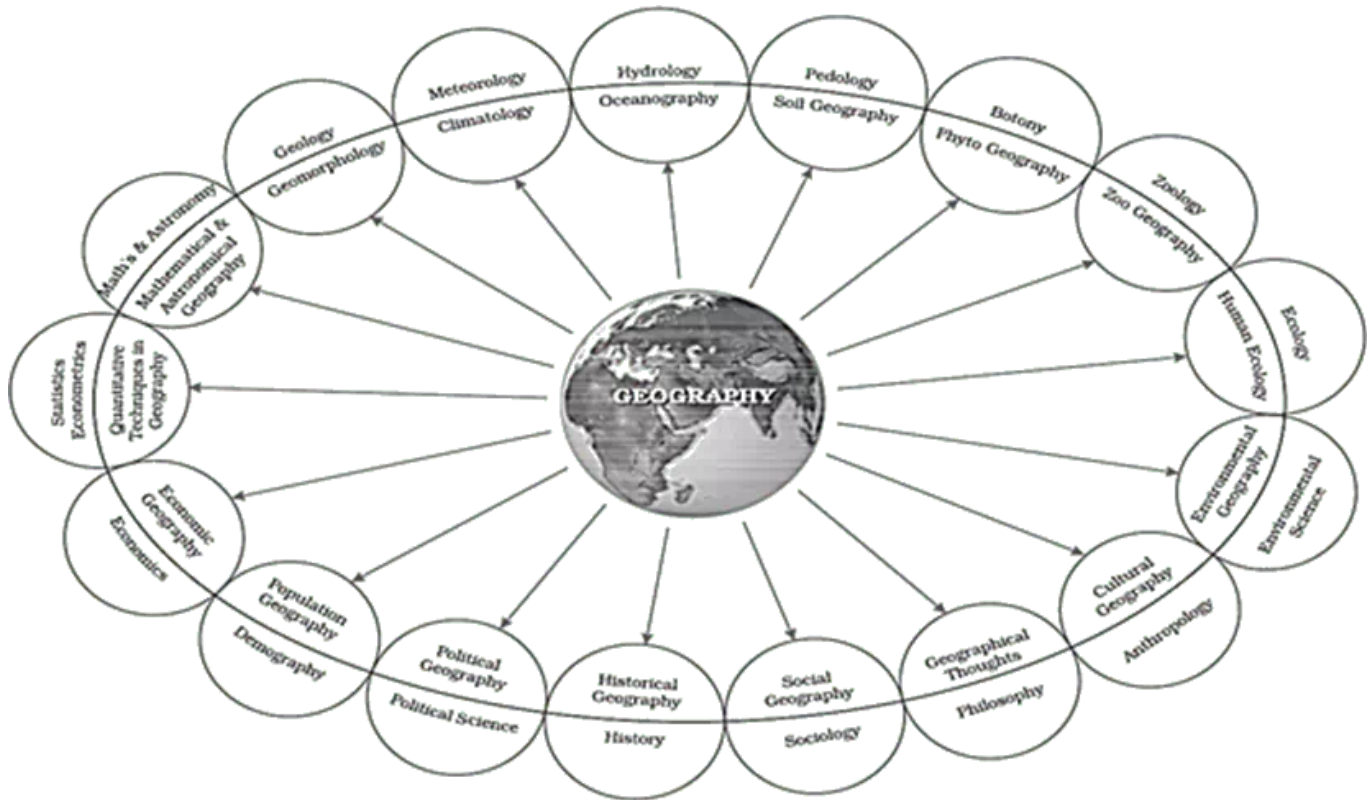 Meteorology
Climatology
Hydrology
Oceanography
Pedology
Soil Geography
Botony
Phyto Geography
Zoology
Zoo Geography
Ecology
Human Ecology
Environmental
Geography
Environmental
Science
Cultural
Geography
Anthropology
Geographical
Thoughts
Philosophy
Social
Geography
Sociology
Historical
Geography
History
Political
Geography
Political Science
Population
Geography
Demography
Economic
Geography
Economics
Statistics
Econometrics
Quantitative
Techniques in
Geography
Math's & Astronomy
Mathematical &
Astronomical
Geography
Geology
Geomorphology
GEOGRAPHY